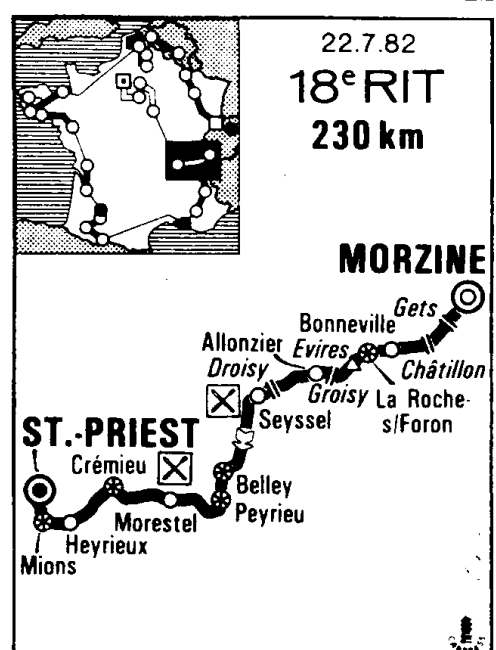 22.7.82
18e RIT
230 km
MORZINE
Gets
Bonneville
Allonzier
Evires
Droisy
Châtillon
Groisy
La Roche-
s/Foron
Seyssel
ST.-PRIEST
Crémieu
Belley
Morestel
Peyrieu
Heyrieux
Mions